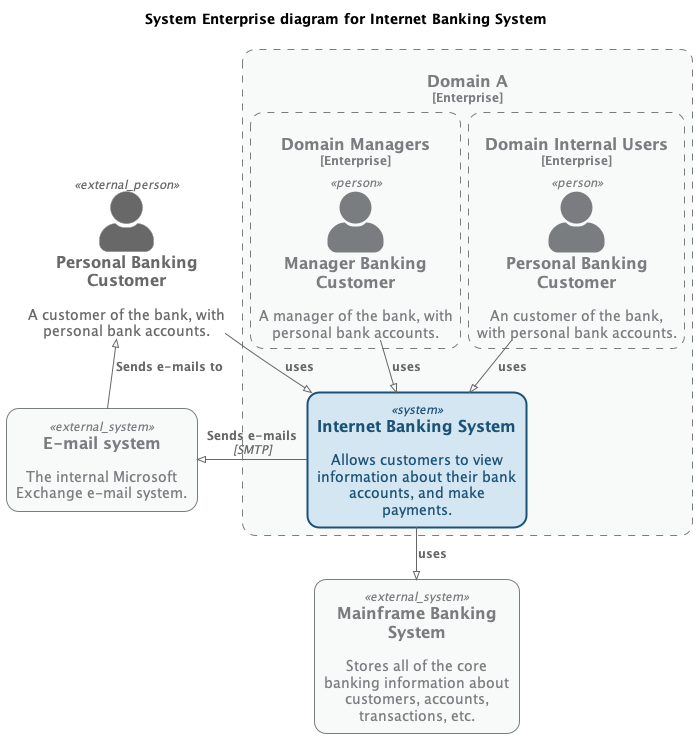 System Enterprise diagram for Internet Banking System
Domain A
[Enterprise]
Domain Managers
[Enterprise]
Domain Internal Users
[Enterprise]
«external_person»
Personal Banking
Customer
A customer of the bank, with
personal bank accounts.
«person»
Manager Banking
Customer
A manager of the bank, with
personal bank accounts.
«person»
Personal Banking
Customer
An customer of the bank,
with personal bank accounts.
Sends e-mails to
uses
uses
uses
«external_system»
E-mail system
The internal Microsoft
Exchange e-mail system.
Sends e-mails
[SMTP]
«system»
Internet Banking System
Allows customers to view
information about their bank
accounts, and make
payments.
uses
«external_system»
Mainframe Banking
System
Stores all of the core
banking information about
customers, accounts,
transactions, etc.